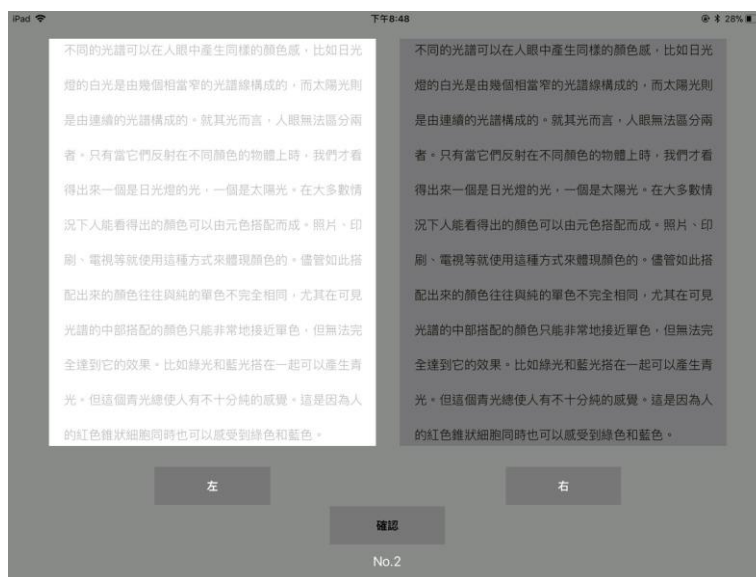 iPad 下午8:48 28%
不同的光譜可以在人眼中產生同樣的顏色感，比如日光
燈的白光是由幾個相當窄的光譜線構成的，而太陽光則
是由連續的光譜構成的。就其光而言，人眼無法區分兩
者。只有當它們反射在不同顏色的物體上時，我們才看
得出來一個是日光燈的光，一個是太陽光。在大多數情
況下人能看得出的顏色可以由元色搭配而成。照片、印
刷、電視等就使用這種方式來體現顏色的。儘管如此搭
配出來的顏色往往與純的單色不完全相同，尤其在可見
光譜的中部搭配的顏色只能非常地接近單色，但無法完
全達到它的效果。比如綠光和藍光搭在一起可以產生青
光。但這個青光總使人有不十分純的感覺。這是因為人
的紅色錐狀細胞同時也可以感受到綠色和藍色。
不同的光譜可以在人眼中產生同樣的顏色感，比如日光
燈的白光是由幾個相當窄的光譜線構成的，而太陽光則
是由連續的光譜構成的。就其光而言，人眼無法區分兩
者。只有當它們反射在不同顏色的物體上時，我們才看
得出來一個是日光燈的光，一個是太陽光。在大多數情
況下人能看得出的顏色可以由元色搭配而成。照片、印
刷、電視等就使用這種方式來體現顏色的。儘管如此搭
配出來的顏色往往與純的單色不完全相同，尤其在可見
光譜的中部搭配的顏色只能非常地接近單色，但無法完
全達到它的效果。比如綠光和藍光搭在一起可以產生青
光。但這個青光總使人有不十分純的感覺。這是因為人
的紅色錐狀細胞同時也可以感受到綠色和藍色。
左 右
確認
No.2